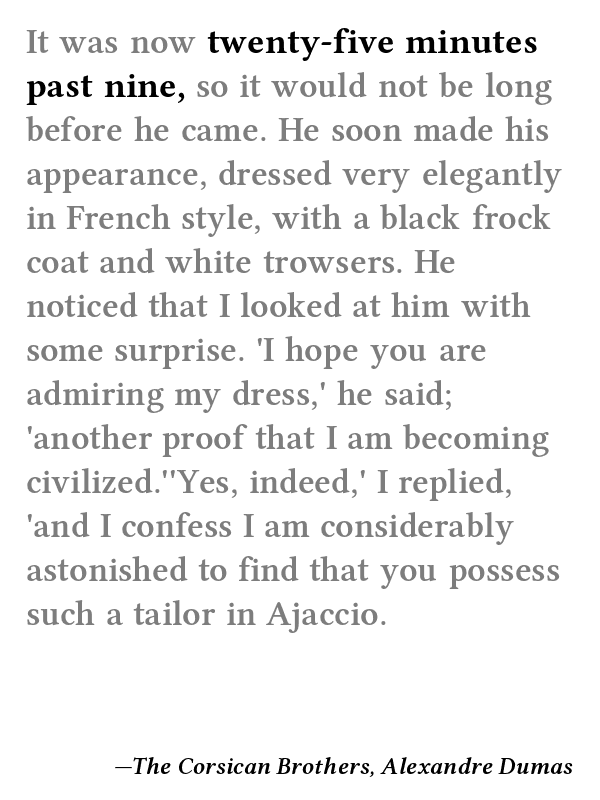 It was now twenty-five minutes
past nine, so it would not be long
before he came. He soon made his
appearance, dressed very elegantly
in French style, with a black frock
coat and white trowsers. He
noticed that I looked at him with
some surprise. 'I hope you are
admiring my dress,' he said;
'another proof that I am becoming
civilized.''Yes, indeed,' I replied,
'and I confess I am considerably
astonished to find that you possess
such a tailor in Ajaccio.
—The Corsican Brothers, Alexandre Dumas